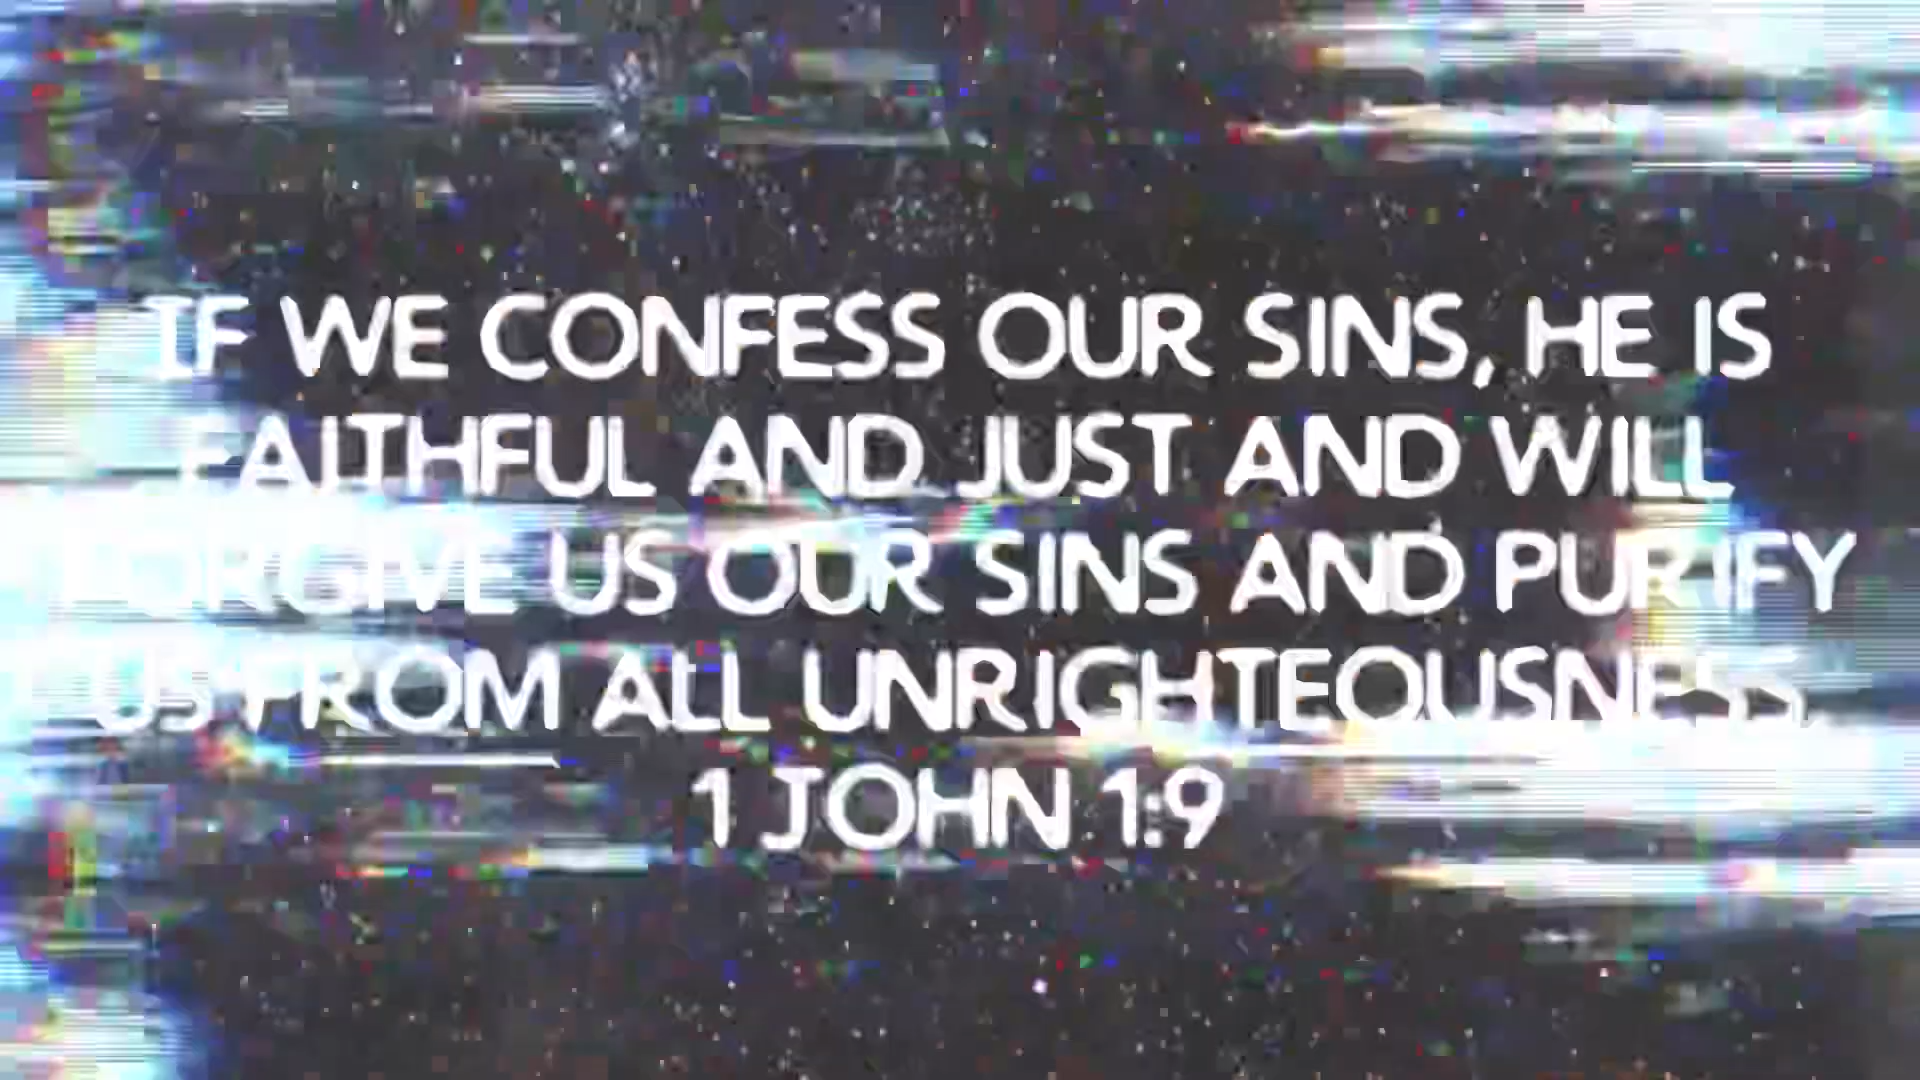 IF WE CONFESS OUR SINS, HE IS
FAITHFUL AND JUST AND WILL
FORGIVE US OUR SINS AND PURIFY
US FROM ALL UNRIGHTEOUSNESS.
1 JOHN 1:9